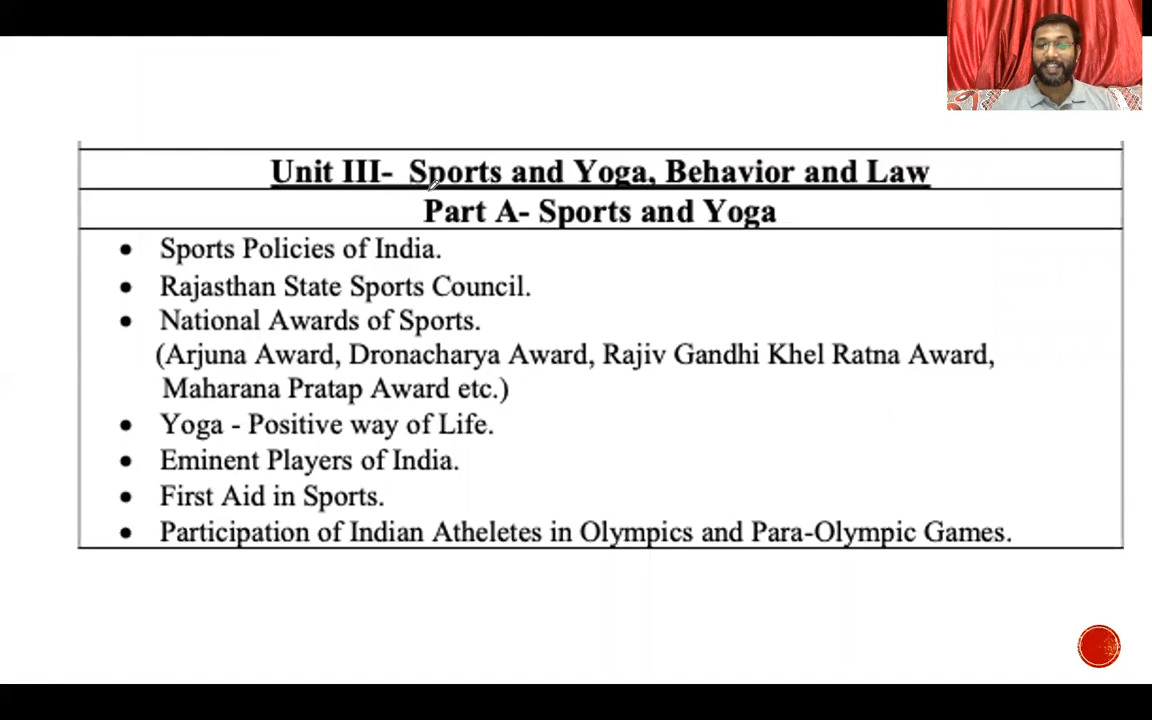 Unit III- Sports and Yoga, Behavior and Law
Part A- Sports and Yoga
• Sports Policies of India.
• Rajasthan State Sports Council.
• National Awards of Sports.
(Arjuna Award, Dronacharya Award, Rajiv Gandhi Khel Ratna Award,
Maharana Pratap Award etc.)
• Yoga - Positive way of Life.
• Eminent Players of India.
• First Aid in Sports.
• Participation of Indian Atheletes in Olympics and Para-Olympic Games.